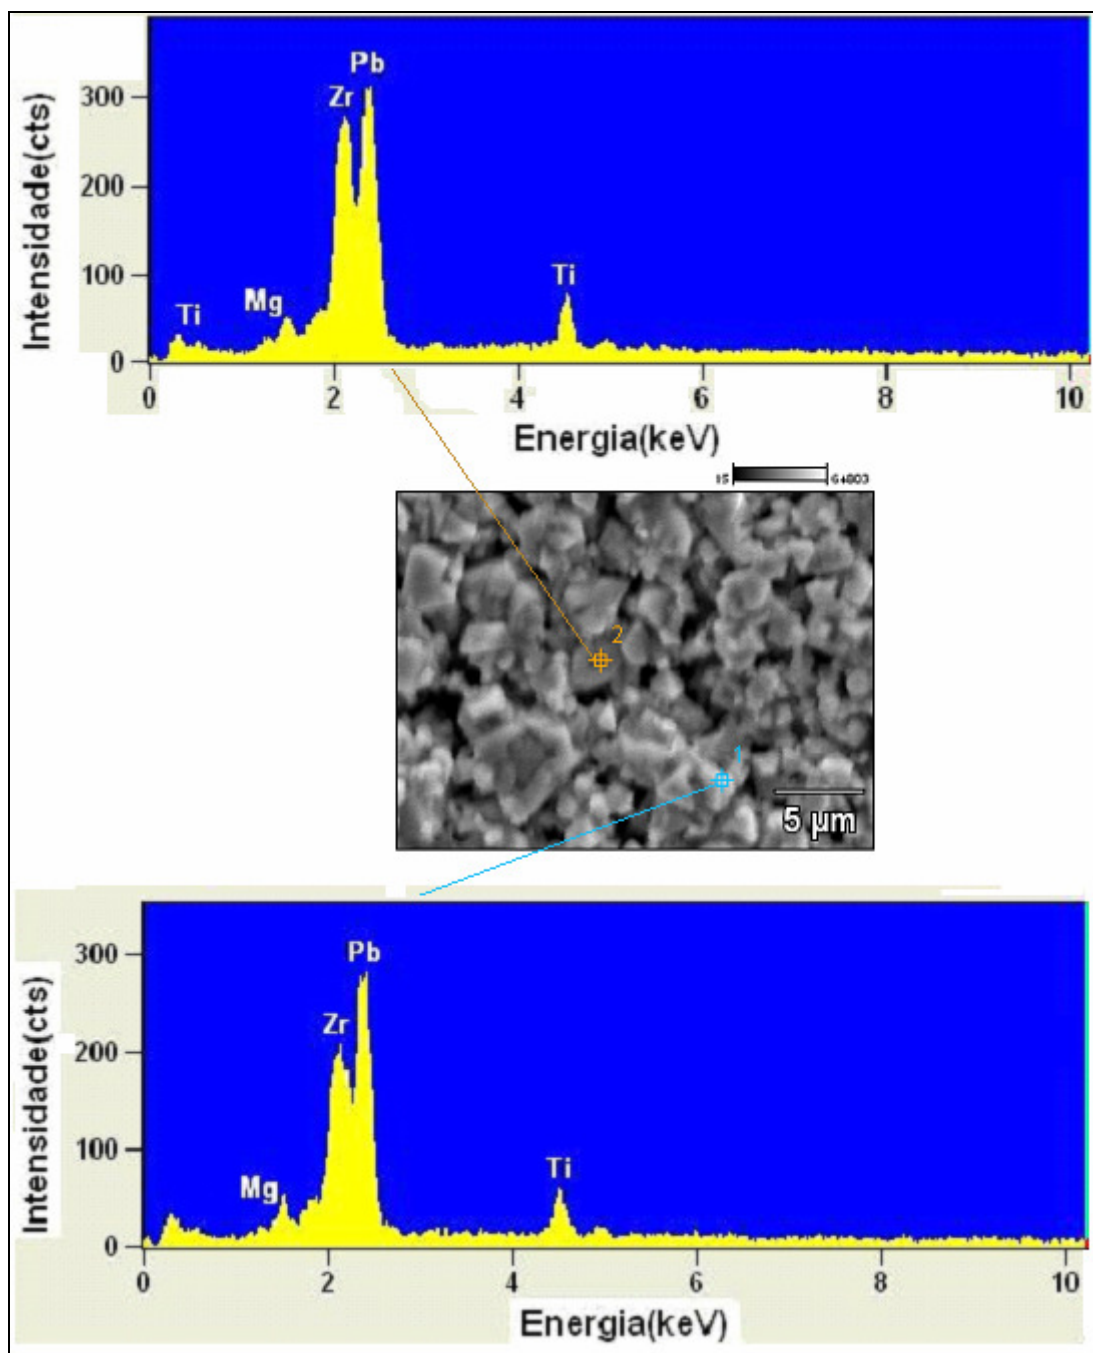 Intensidade(cts)
300
200
100
0
Pb
Zr
Ti
Mg
Ti
0 2 4 6 8 10
Energia(keV)
2
1
5 µm
Intensidade(cts)
300
200
100
0
Pb
Zr
Mg
Ti
0 2 4 6 8 10
Energia(keV)